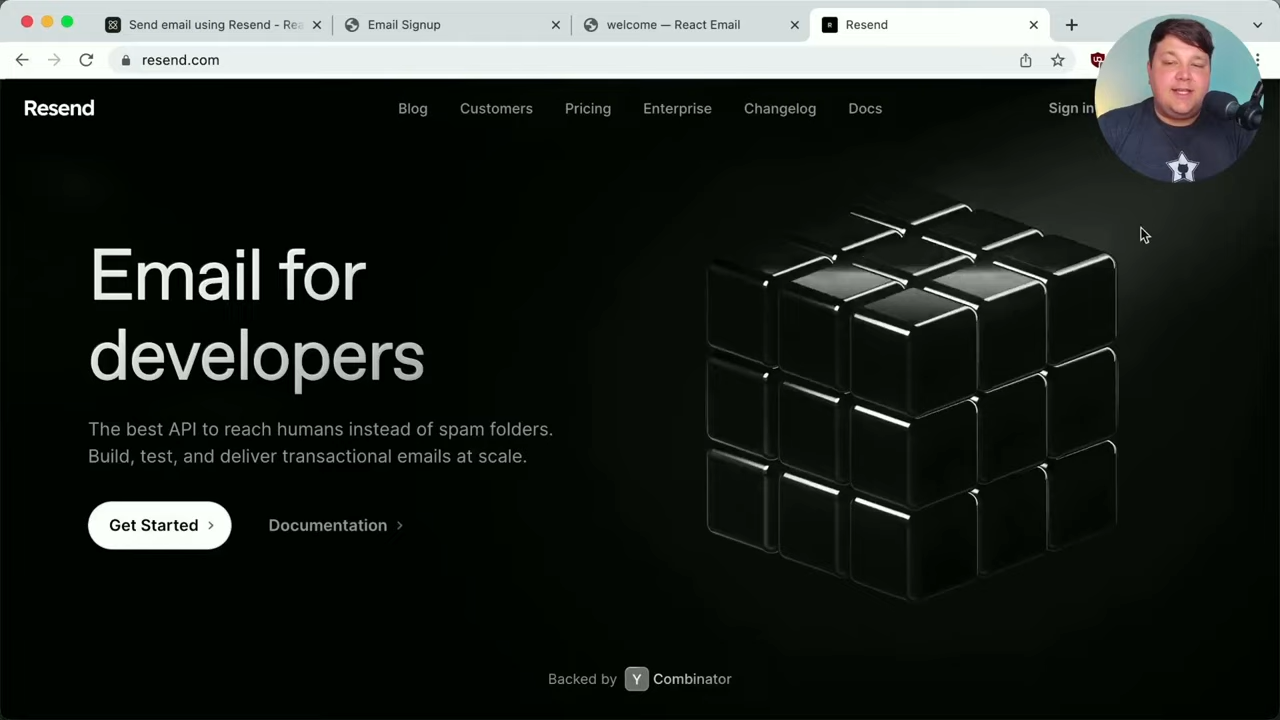 Send email using Resend - Rea
Email Signup
welcome — React Email
Resend
resend.com
Resend
Blog
Customers
Pricing
Enterprise
Changelog
Docs
Sign in
Email for
developers
The best API to reach humans instead of spam folders.
Build, test, and deliver transactional emails at scale.
Get Started
Documentation
Backed by Y Combinator